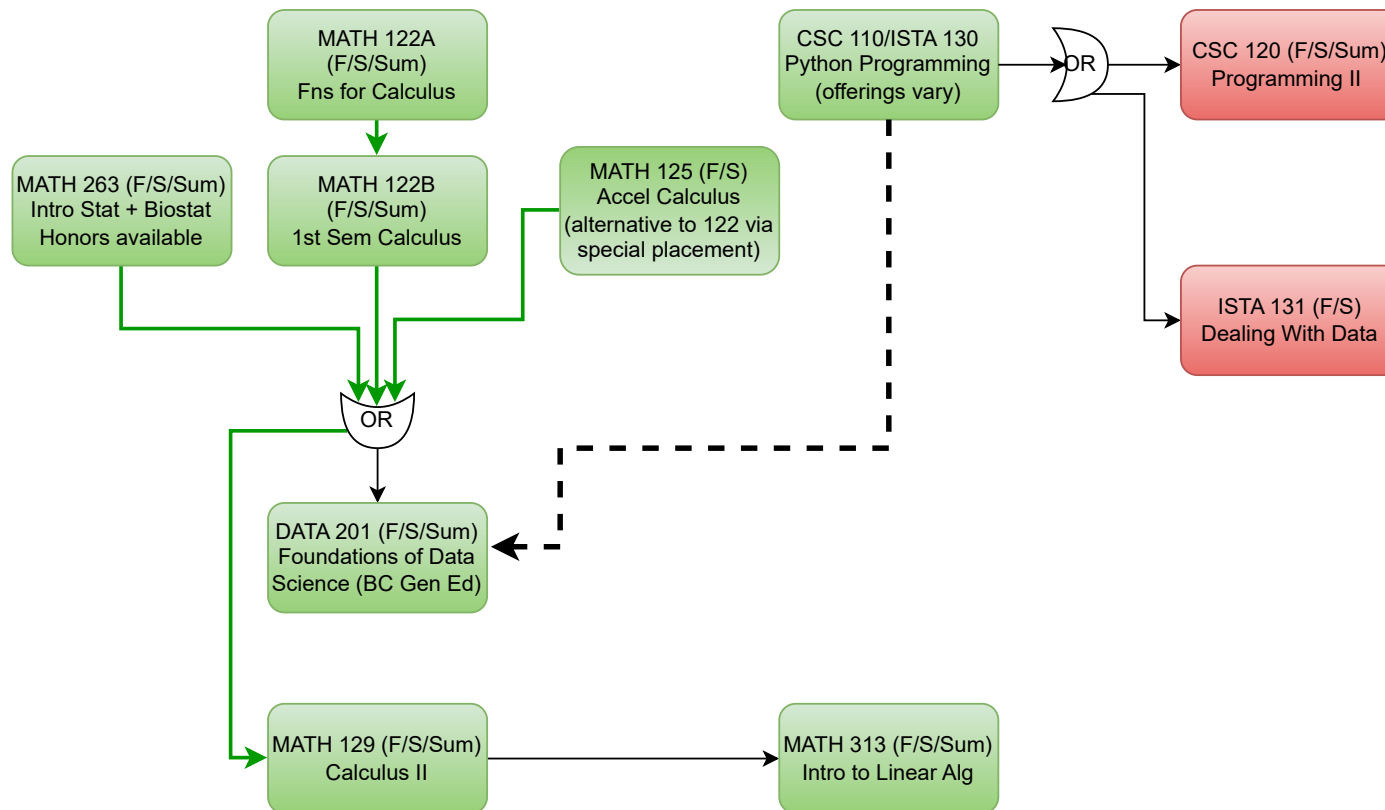 MATH 122A
(F/S/Sum)
Fns for Calculus
CSC 110/ISTA 130
Python Programming
(offerings vary)
OR
CSC 120 (F/S/Sum)
Programming II
MATH 263 (F/S/Sum)
Intro Stat + Biostat
Honors available
MATH 122B
(F/S/Sum)
1st Sem Calculus
MATH 125 (F/S)
Accel Calculus
(alternative to 122 via
special placement)
ISTA 131 (F/S)
Dealing With Data
OR
DATA 201 (F/S/Sum)
Foundations of Data
Science (BC Gen Ed)
MATH 129 (F/S/Sum)
Calculus II
MATH 313 (F/S/Sum)
Intro to Linear Alg